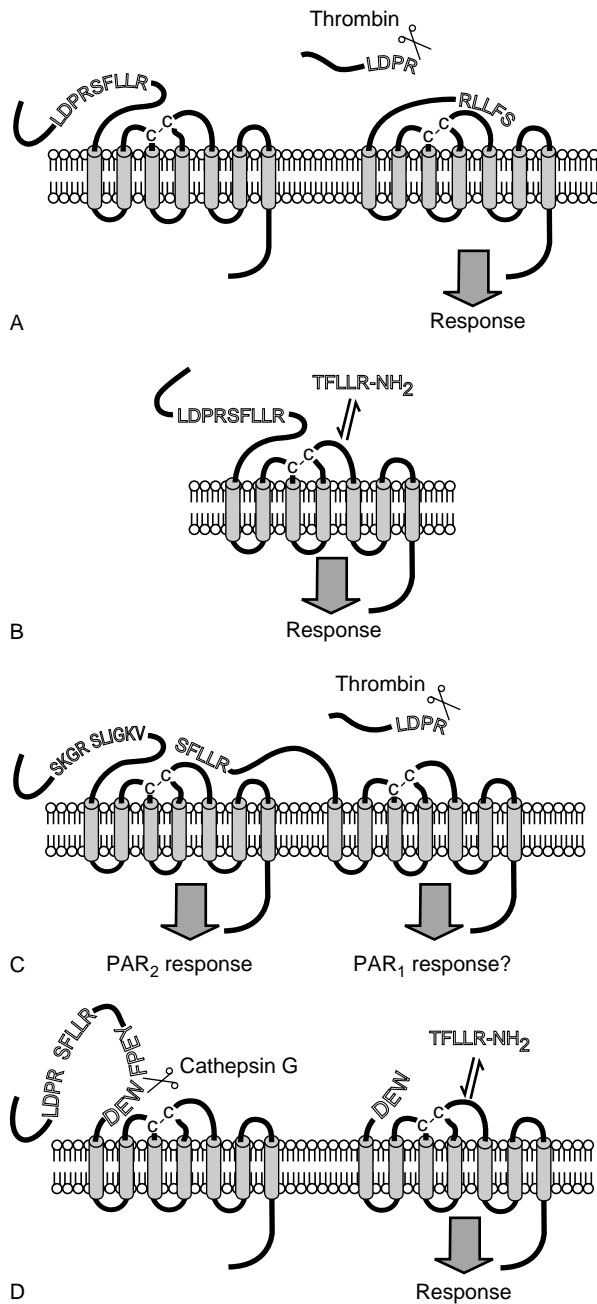 Thrombin
LDPR
LDPRSFLLR
RLLFS
C-C
C-C
Response
A
TFLLR-NH2
LDPRSFLLR
C-C
Response
B
Thrombin
LDPR
SKGR SLIGKV
SFLLR
C-C
C-C
PAR2 response
PAR1 response?
C
LDPR SFLLR
FPEY
DEW
Cathepsin G
C-C
TFLLR-NH2
DEW
C-C
Response
D